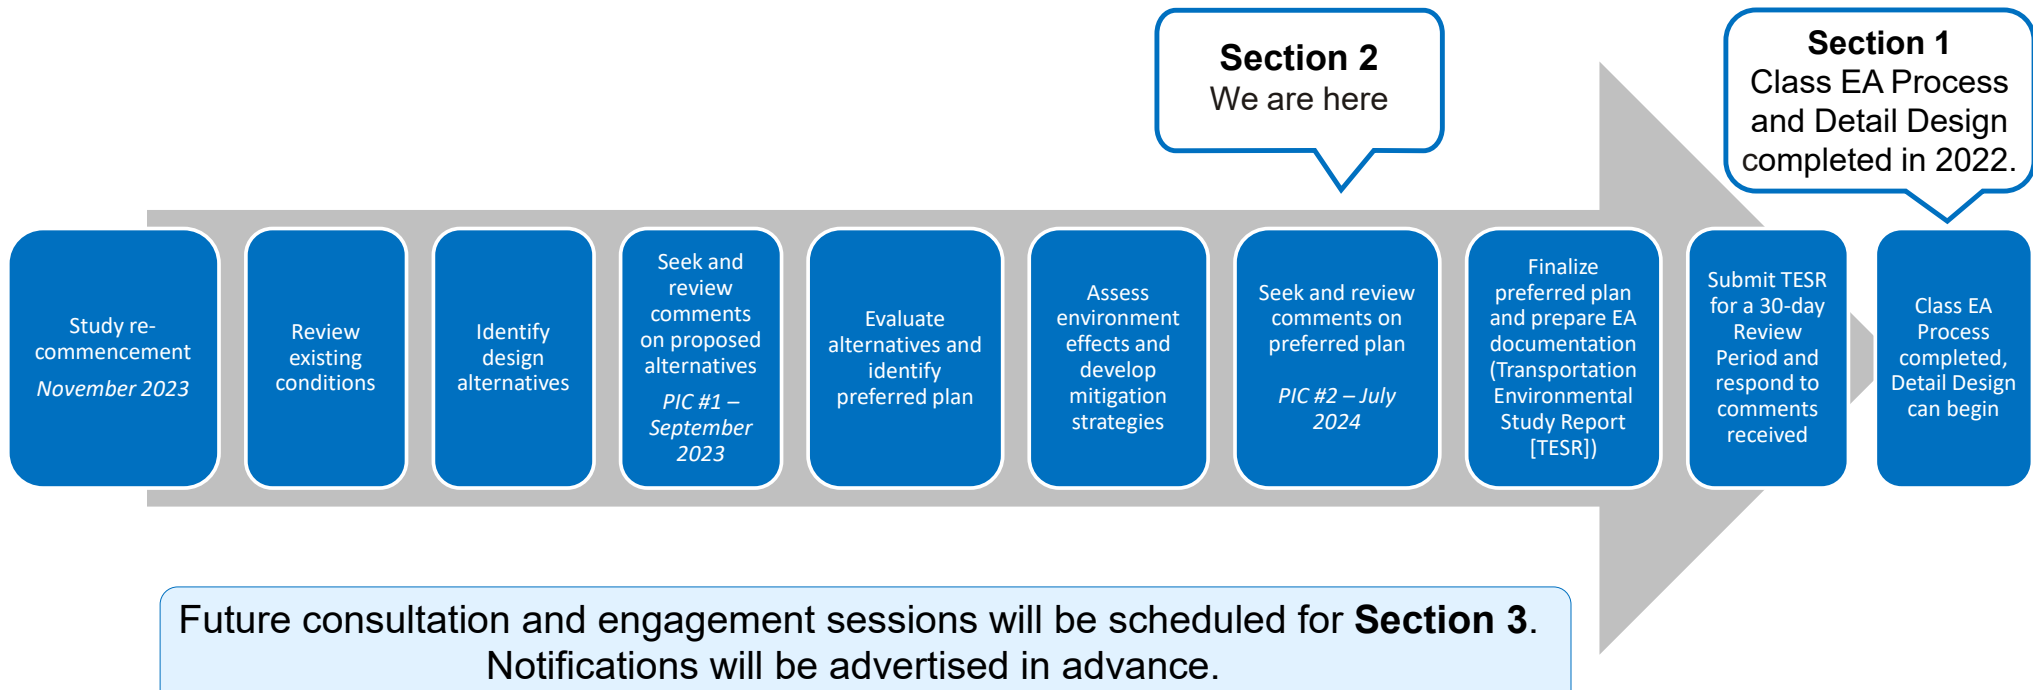 Section 2
We are here
Section 1
Class EA Process
and Detail Design
completed in 2022.
Study re-
commencement
November 2023
Review
existing
conditions
Identify
design
alternatives
Seek and
review
comments
on proposed
alternatives
PIC #1 –
September
2023
Evaluate
alternatives and
identify
preferred plan
Assess
environment
effects and
develop
mitigation
strategies
Seek and review
comments on
preferred plan
PIC #2 – July
2024
Finalize
preferred plan
and prepare EA
documentation
(Transportation
Environmental
Study Report
[TESR])
Submit TESR
for a 30-day
Review
Period and
respond to
comments
received
Class EA
Process
completed,
Detail Design
can begin
Future consultation and engagement sessions will be scheduled for Section 3.
Notifications will be advertised in advance.